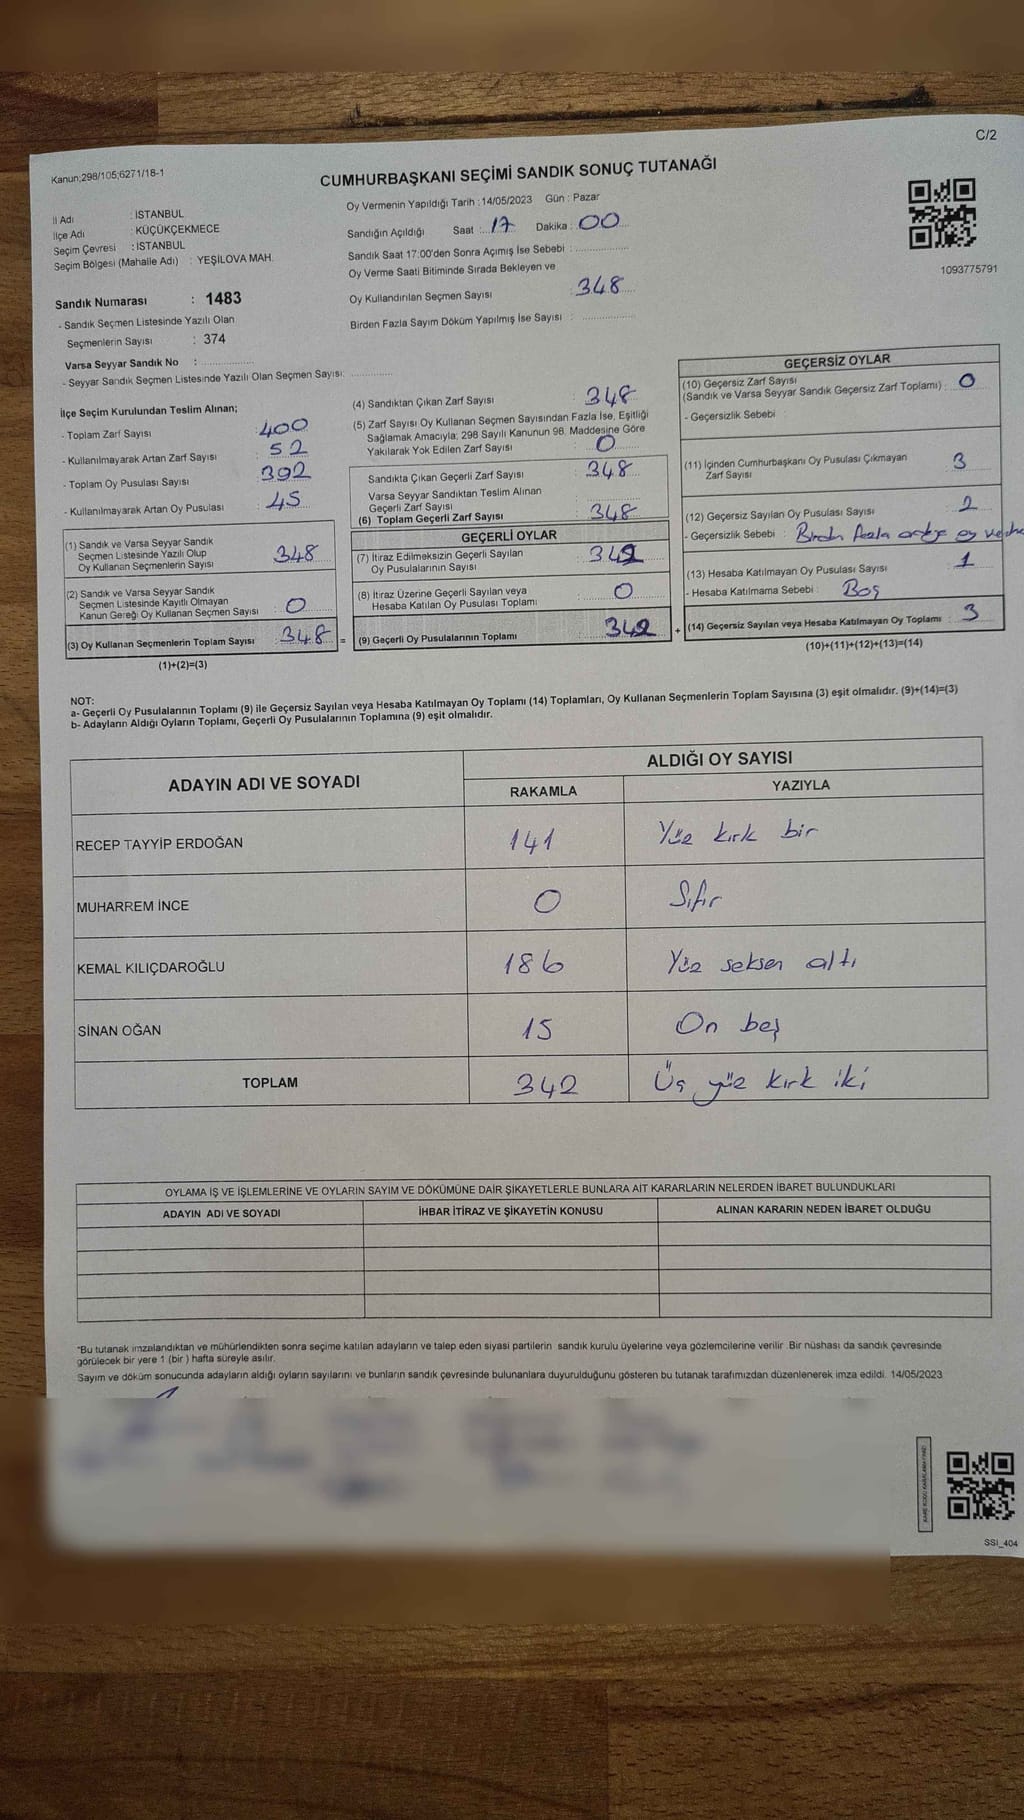 C/2
Kanun;298/105;6271/18-1
CUMHURBAŞKANI SEÇİMİ SANDIK SONUÇ TUTANAĞI
İl Adı : İSTANBUL
İlçe Adı : KÜÇÜKÇEKMECE
Seçim Çevresi : İSTANBUL
Seçim Bölgesi (Mahalle Adı) : YEŞİLOVA MAH.
Sandık Numarası : 1483
- Sandık Seçmen Listesinde Yazılı Olan
Seçmenlerin Sayısı : 374
Varsa Seyyar Sandık No :
- Seyyar Sandık Seçmen Listesinde Yazılı Olan Seçmen Sayısı:
Oy Vermenin Yapıldığı Tarih :14/05/2023 Gün : Pazar
Sandığın Açıldığı Saat : 17 Dakika : 00
Sandık Saat 17:00'den Sonra Açımış İse Sebebi :
Oy Verme Saati Bitiminde Sırada Bekleyen ve
Oy Kullandırılan Seçmen Sayısı : 348
Birden Fazla Sayım Döküm Yapılmış İse Sayısı :
1093775791
İlçe Seçim Kurulundan Teslim Alınan;
- Toplam Zarf Sayısı : 400
- Kullanılmayarak Artan Zarf Sayısı : 52
- Toplam Oy Pusulası Sayısı : 392
- Kullanılmayarak Artan Oy Pusulası : 45
(1) Sandık ve Varsa Seyyar Sandık
Seçmen Listesinde Yazılı Olup
Oy Kullanan Seçmenlerin Sayısı 348
(2) Sandık ve Varsa Seyyar Sandık
Seçmen Listesinde Kayıtlı Olmayan
Kanun Gereği Oy Kullanan Seçmen Sayısı 0
(3) Oy Kullanan Seçmenlerin Toplam Sayısı : 348 =
(1)+(2)=(3)
(4) Sandıktan Çıkan Zarf Sayısı : 348
(5) Zarf Sayısı Oy Kullanan Seçmen Sayısından Fazla İse, Eşitliği
Sağlamak Amacıyla; 298 Sayılı Kanunun 98. Maddesine Göre
Yakılarak Yok Edilen Zarf Sayısı : 0
Sandıkta Çıkan Geçerli Zarf Sayısı : 348
Varsa Seyyar Sandıktan Teslim Alınan
Geçerli Zarf Sayısı
(6) Toplam Geçerli Zarf Sayısı : 348
GEÇERLİ OYLAR
(7) İtiraz Edilmeksizin Geçerli Sayılan
Oy Pusulalarının Sayısı : 342
(8) İtiraz Üzerine Geçerli Sayılan veya
Hesaba Katılan Oy Pusulası Toplamı : 0
(9) Geçerli Oy Pusulalarının Toplamı : 342 +
GEÇERSİZ OYLAR
(10) Geçersiz Zarf Sayısı
(Sandık ve Varsa Seyyar Sandık Geçersiz Zarf Toplamı) : 0
- Geçersizlik Sebebi :
(11) İçinden Cumhurbaşkanı Oy Pusulası Çıkmayan
Zarf Sayısı 3
(12) Geçersiz Sayılan Oy Pusulası Sayısı : 2
- Geçersizlik Sebebi : Birden fazla oy
(13) Hesaba Katılmayan Oy Pusulası Sayısı : 1
- Hesaba Katılmama Sebebi : Boş
(14) Geçersiz Sayılan veya Hesaba Katılmayan Oy Toplamı : 3
(10)+(11)+(12)+(13)=(14)
NOT:
a- Geçerli Oy Pusulalarının Toplamı (9) ile Geçersiz Sayılan veya Hesaba Katılmayan Oy Toplamı (14) Toplamları, Oy Kullanan Seçmenlerin Toplam Sayısına (3) eşit olmalıdır. (9)+(14)=(3)
b- Adayların Aldığı Oyların Toplamı, Geçerli Oy Pusulalarının Toplamına (9) eşit olmalıdır.
ADAYIN ADI VE SOYADI ALDIĞI OY SAYISI
RAKAMLA YAZIYLA
RECEP TAYYİP ERDOĞAN 141 Yüz kırk bir
MUHARREM İNCE 0 Sıfır
KEMAL KILIÇDAROĞLU 186 Yüz seksen altı
SİNAN OĞAN 15 On beş
TOPLAM 342 Üç yüz kırk iki
OYLAMA İŞ VE İŞLEMLERİNE VE OYLARIN SAYIM VE DÖKÜMÜNE DAİR ŞİKAYETLERLE BUNLARA AİT KARARLARIN NELERDEN İBARET BULUNDUKLARI
ADAYIN ADI VE SOYADI İHBAR İTİRAZ VE ŞİKAYETİN KONUSU ALINAN KARARIN NEDEN İBARET OLDUĞU
*Bu tutanak imzalandıktan ve mühürlendikten sonra seçime katılan adayların ve talep eden siyasi partilerin sandık kurulu üyelerine veya gözlemcilerine verilir. Bir nüshası da sandık çevresinde
görülecek bir yere 1 (bir ) hafta süreyle asılır.
Sayım ve döküm sonucunda adayların aldığı oyların sayılarını ve bunların sandık çevresinde bulunanlara duyurulduğunu gösteren bu tutanak tarafımızdan düzenlenerek imza edildi. 14/05/2023
SSI_404